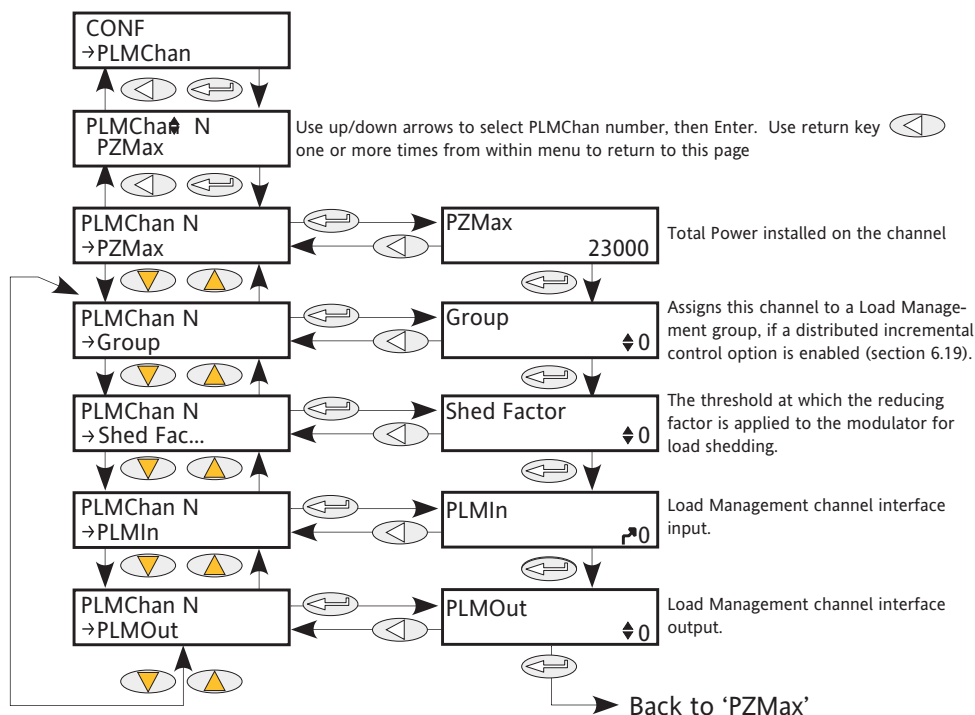 CONF
→PLMChan
PLMChan N
PZMax
Use up/down arrows to select PLMChan number, then Enter. Use return key
one or more times from within menu to return to this page
PLMChan N
→PZMax
PZMax
23000
Total Power installed on the channel
PLMChan N
→Group
Group
0
Assigns this channel to a Load Manage-
ment group, if a distributed incremental
control option is enabled (section 6.19).
PLMChan N
→Shed Fac...
Shed Factor
0
The threshold at which the reducing
factor is applied to the modulator for
load shedding.
PLMChan N
→PLMIn
PLMIn
0
Load Management channel interface
input.
PLMChan N
→PLMOut
PLMOut
0
Load Management channel interface
output.
Back to ‘PZMax’